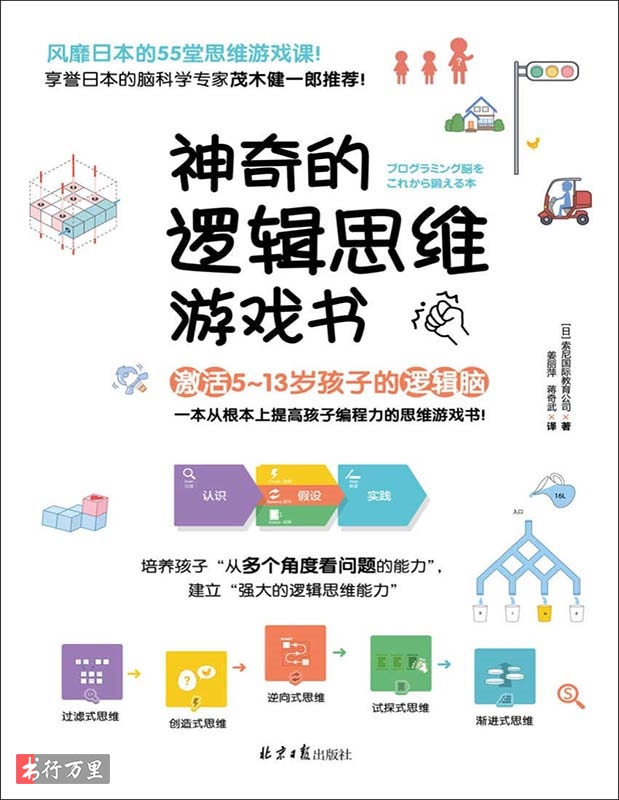 风靡日本的55堂思维游戏课!
享誉日本的脑科学专家茂木健一郎推荐!
神奇的
逻辑思维
游戏书
プログラミング脳を
これから鍛える本
[日]索尼国际教育公司×著
姜丽萍 蒋奇武×译
激活5~13岁孩子的逻辑脑
一本从根本上提高孩子编程力的思维游戏书!
认识
假设
实践
16L
入口
培养孩子“从多个角度看问题的能力”,
建立“强大的逻辑思维能力”
过滤式思维
创造式思维
逆向式思维
试探式思维
渐进式思维
北京日报出版社
书行万里